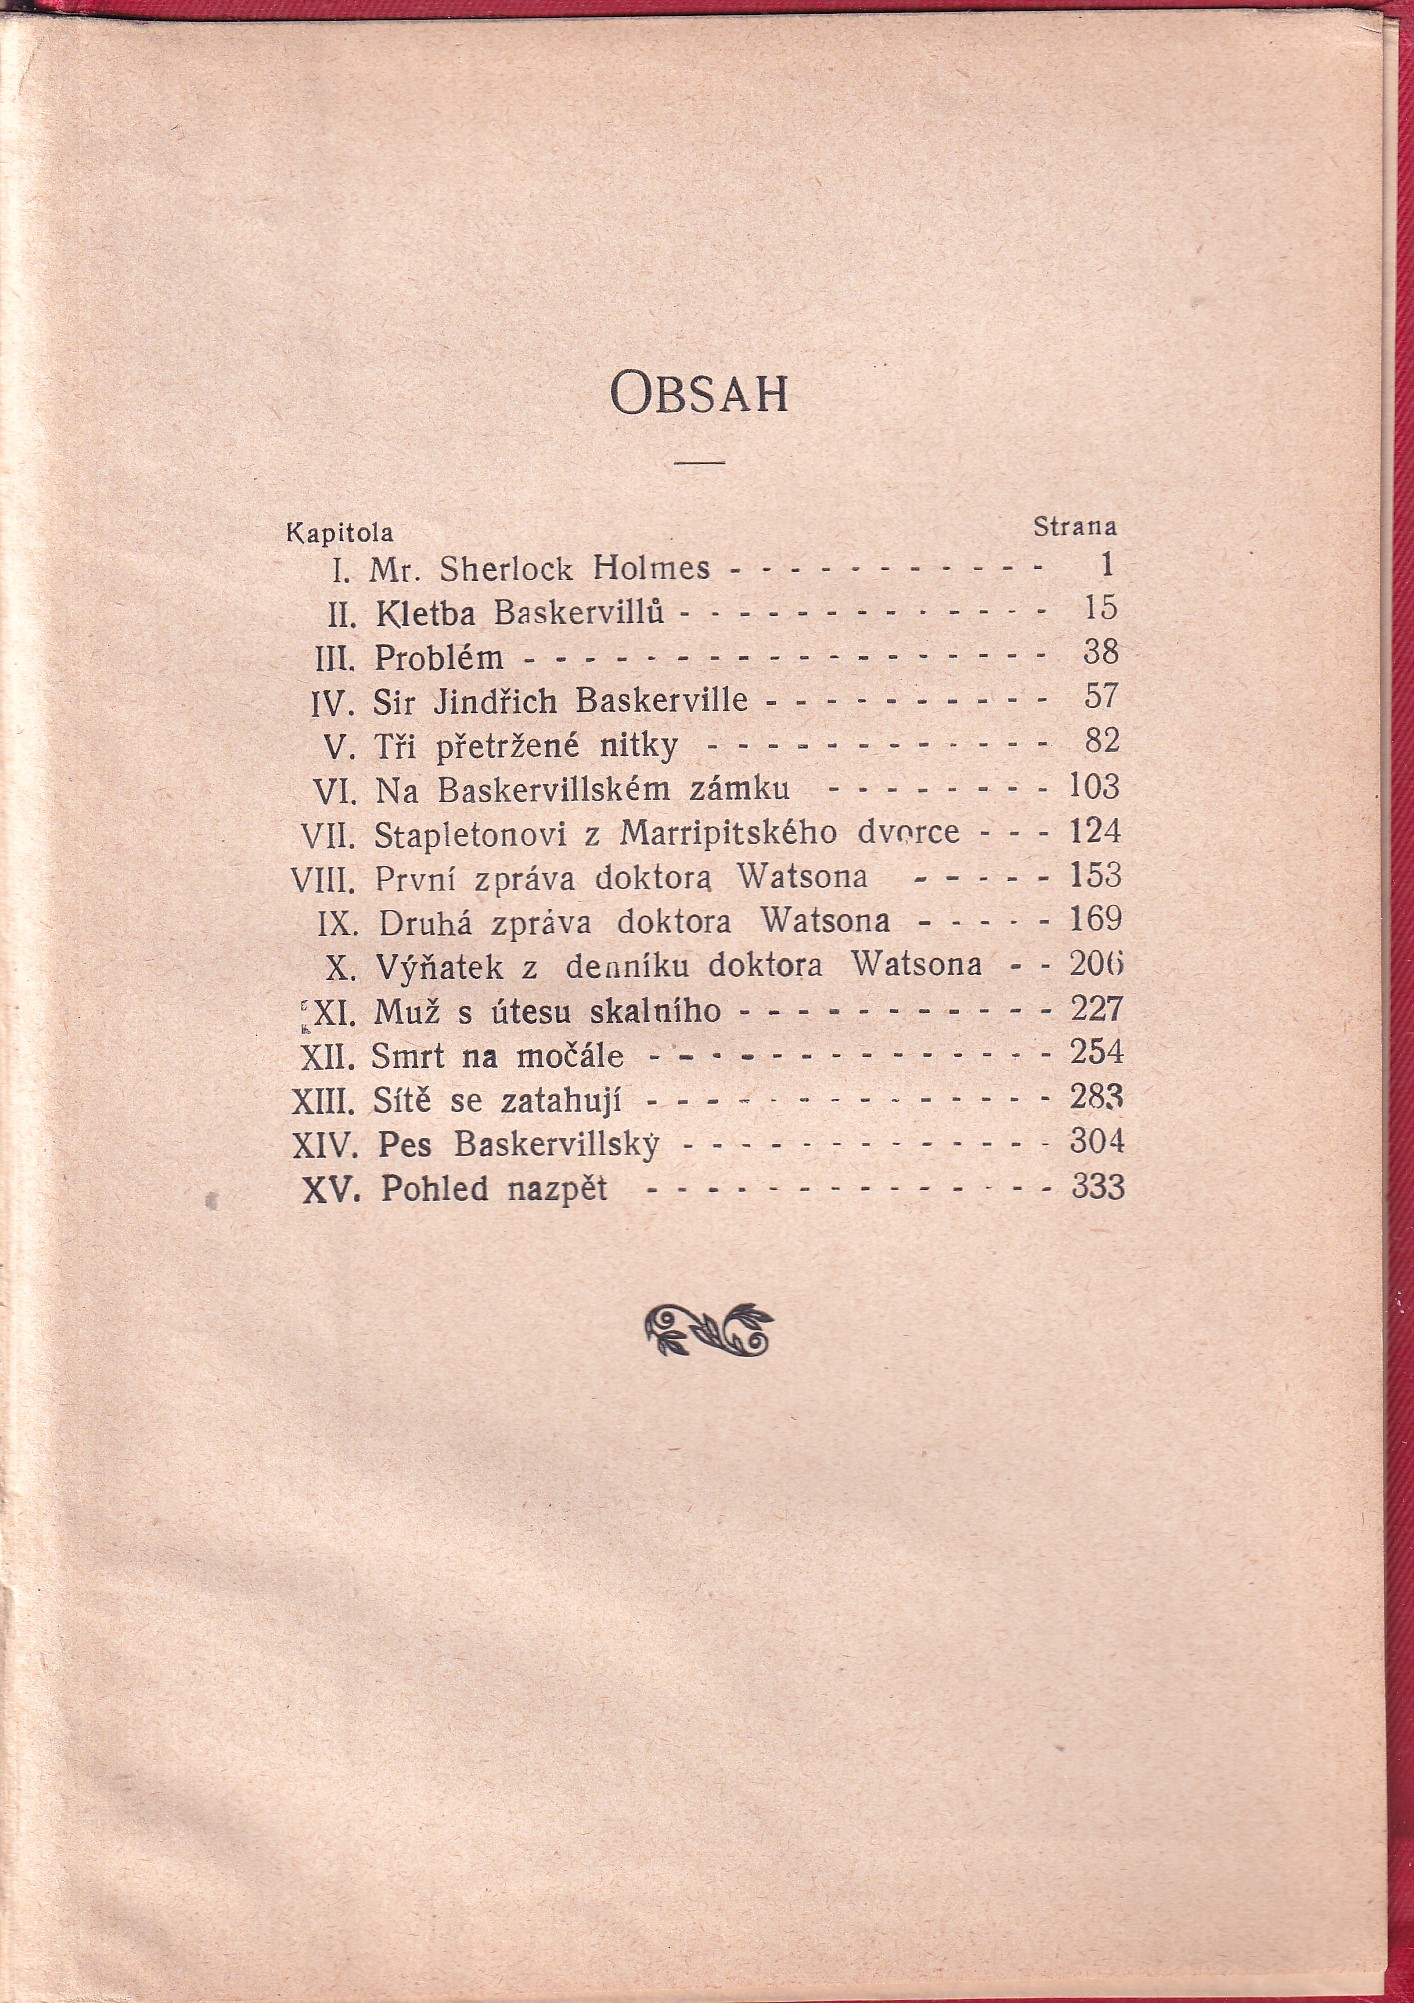 OBSAH
Kapitola Strana
I. Mr. Sherlock Holmes - - - - - - - - - - - 1
II. Kletba Baskervillů - - - - - - - - - - - - - 15
III. Problém - - - - - - - - - - - - - - - - - - 38
IV. Sir Jindřich Baskerville - - - - - - - - - - 57
V. Tři přetržené nitky - - - - - - - - - - - - 82
VI. Na Baskervillském zámku - - - - - - - - 103
VII. Stapletonovi z Marripitského dvorce - - - 124
VIII. První zpráva doktora Watsona - - - - - 153
IX. Druhá zpráva doktora Watsona - - - - - 169
X. Výňatek z denníku doktora Watsona - - 206
XI. Muž s útesu skalního - - - - - - - - - - - 227
XII. Smrt na močále - - - - - - - - - - - - - - 254
XIII. Sítě se zatahují - - - - - - - - - - - - - - 283
XIV. Pes Baskervillský - - - - - - - - - - - - - 304
XV. Pohled nazpět - - - - - - - - - - - - - - 333